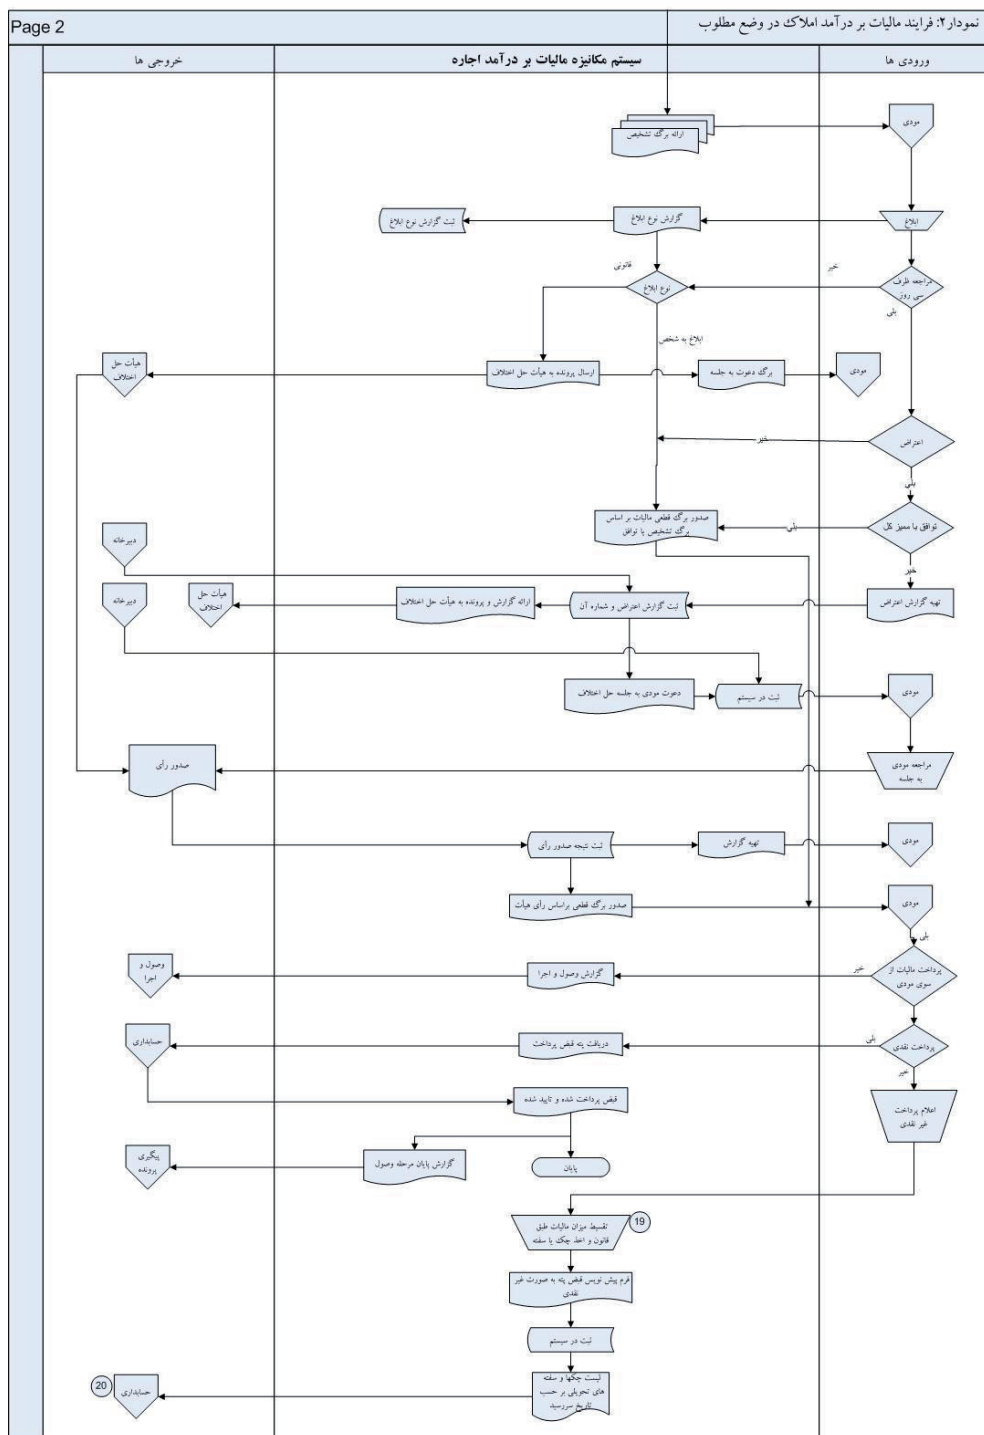 Page 2
نمودار۲: فرایند مالیات بر درآمد املاک در وضع مطلوب
ورودی ها
سیستم مکانیزه مالیات بر درآمد اجاره
خروجی ها
مودی
ارائه برگ تشخیص
ابلاغ
گزارش نوع ابلاغ
ثبت گزارش نوع ابلاغ
خیر
قانونی
مراجعه ظرف
سی روز
نوع ابلاغ
بلی
ابلاغ به شخص
هیأت حل
اختلاف
ارسال پرونده به هیأت حل اختلاف
برگ دعوت به جلسه
مودی
اعتراض
خیر
بلی
توافق با ممیز کل
بلی
صدور برگ قطعی مالیات بر اساس
برگ تشخیص یا توافق
دبیرخانه
خیر
تهیه گزارش اعتراض
ثبت گزارش اعتراض و شماره آن
ارائه گزارش و پرونده به هیأت حل اختلاف
هیأت حل
اختلاف
دبیرخانه
مودی
ثبت در سیستم
دعوت مودی به جلسه حل اختلاف
مراجعه مودی
به جلسه
صدور رأی
مودی
تهیه گزارش
ثبت نتیجه صدور رأی
مودی
صدور برگ قطعی براساس رأی هیأت
بلی
پرداخت مالیات از
سوی مودی
خیر
گزارش وصول و اجرا
وصول و
اجرا
پرداخت نقدی
بلی
دریافت پته قبض پرداخت
حسابداری
خیر
اعلام پرداخت
غیر نقدی
قبض پرداخت شده و تایید شده
پایان
گزارش پایان مرحله وصول
پیگیری
پرونده
تقسیط میزان مالیات طبق
قانون و اخذ چک یا سفته
19
فرم پیش نویس قبض پته به صورت غیر
نقدی
ثبت در سیستم
لیست چکها و سفته
های تحویلی بر حسب
تاریخ سررسید
حسابداری
20